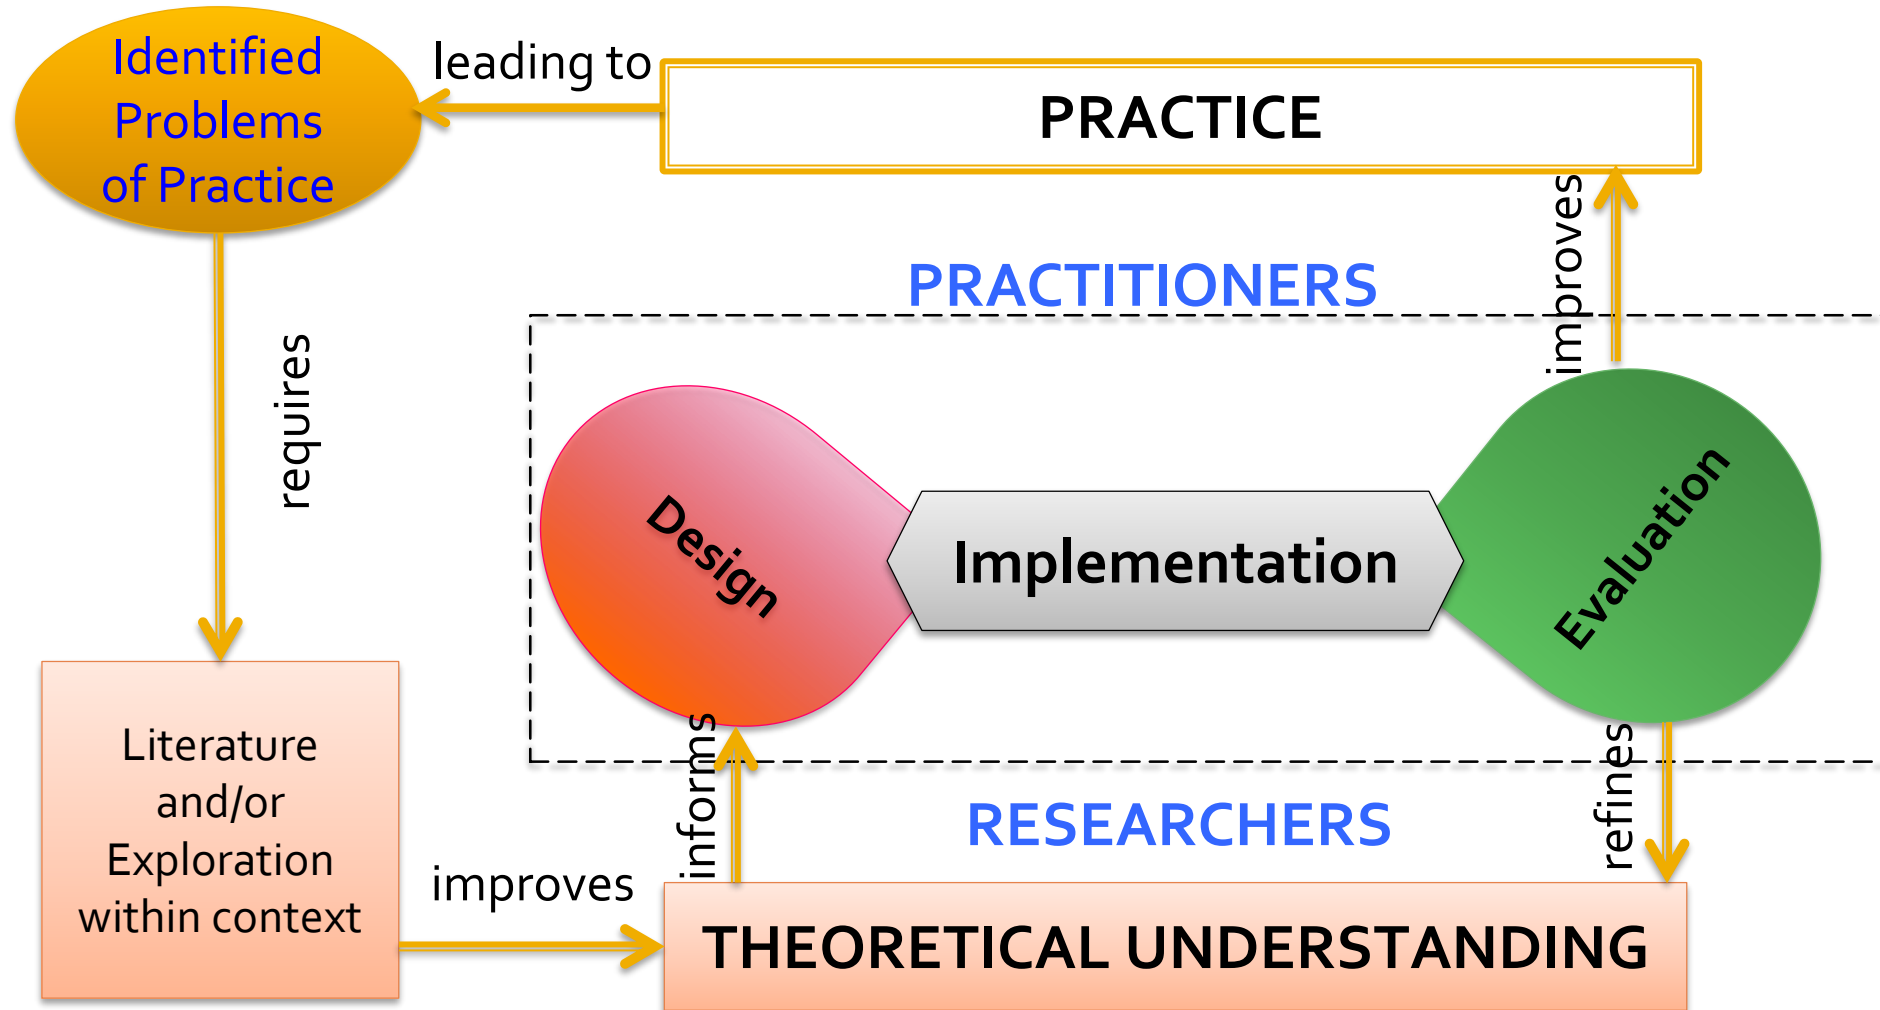 Identified
Problems
of Practice
leading to
PRACTICE
improves
PRACTITIONERS
requires
Design
Implementation
Evaluation
informs
refines
RESEARCHERS
Literature
and/or
Exploration
within context
improves
THEORETICAL UNDERSTANDING